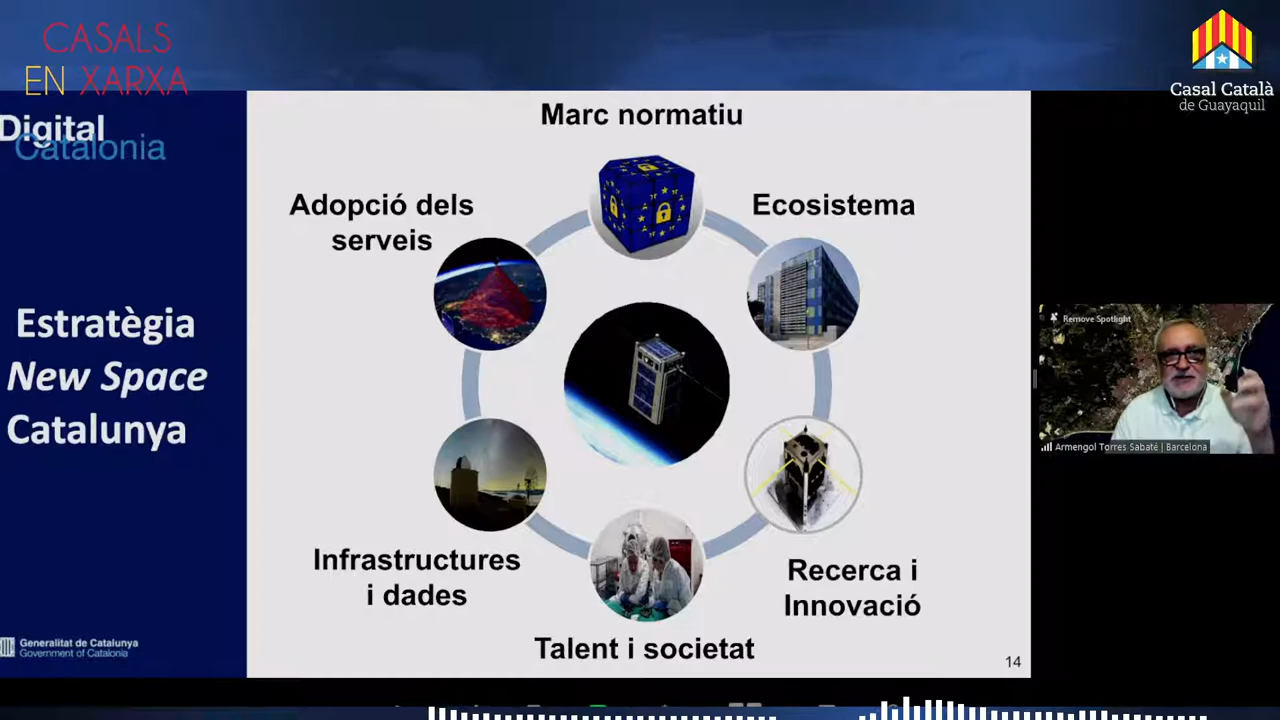 CASALS
EN XARXA
Casal Català
de Guayaquil
Digital
Catalonia
Estratègia
New Space
Catalunya
Generalitat de Catalunya
Government of Catalonia
Marc normatiu
Adopció dels
serveis
Ecosistema
Infrastructures
i dades
Recerca i
Innovació
Talent i societat
14
Remove Spotlight
Armengol Torres Sabaté | Barcelona